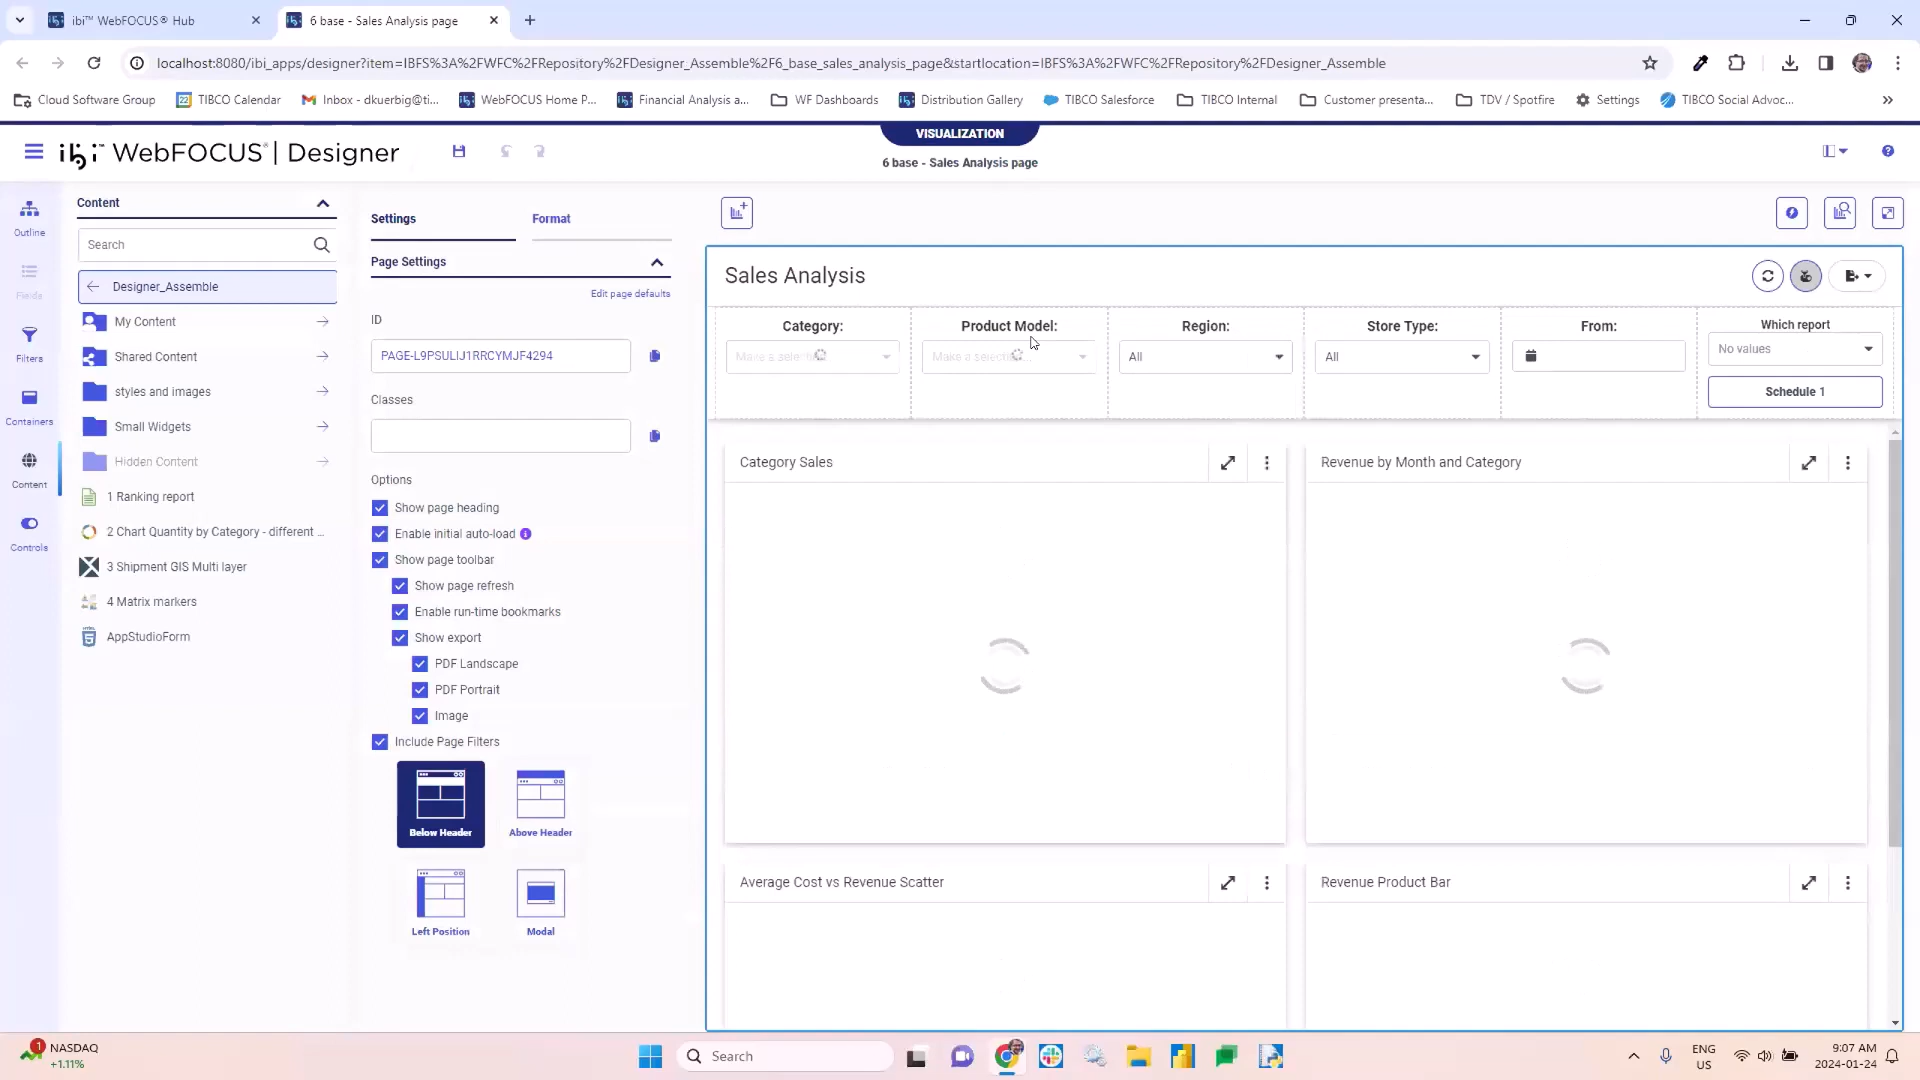 ibi™ WebFOCUS® Hub
6 base - Sales Analysis page
localhost:8080/ibi_apps/designer?item=IBFS%3A%2FWFC%2FRepository%2FDesigner_Assemble%2F6_base_sales_analysis_page&startlocation=IBFS%3A%2FWFC%2FRepository%2FDesigner_Assemble
Cloud Software Group
TIBCO Calendar
Inbox - dkuerbig@ti...
WebFOCUS Home P...
Financial Analysis a...
WF Dashboards
Distribution Gallery
TIBCO Salesforce
TIBCO Internal
Customer presenta...
TDV / Spotfire
Settings
TIBCO Social Advoc...
ibi™ WebFOCUS® | Designer
VISUALIZATION
6 base - Sales Analysis page
Outline
Fields
Filters
Containers
Content
Controls
Content
Search
Designer_Assemble
My Content
Shared Content
styles and images
Small Widgets
Hidden Content
1 Ranking report
2 Chart Quantity by Category - different ...
3 Shipment GIS Multi layer
4 Matrix markers
AppStudioForm
Settings
Format
Page Settings
Edit page defaults
ID
PAGE-L9PSULIJ1RRCYMJF4294
Classes
Options
Show page heading
Enable initial auto-load
Show page toolbar
Show page refresh
Enable run-time bookmarks
Show export
PDF Landscape
PDF Portrait
Image
Include Page Filters
Below Header
Above Header
Left Position
Modal
Sales Analysis
Category:
Make a selection...
Product Model:
Make a selection...
Region:
All
Store Type:
All
From:
Which report
No values
Schedule 1
Category Sales
Revenue by Month and Category
Average Cost vs Revenue Scatter
Revenue Product Bar
1
NASDAQ
+1.11%
Search
ENG
US
9:07 AM
2024-01-24